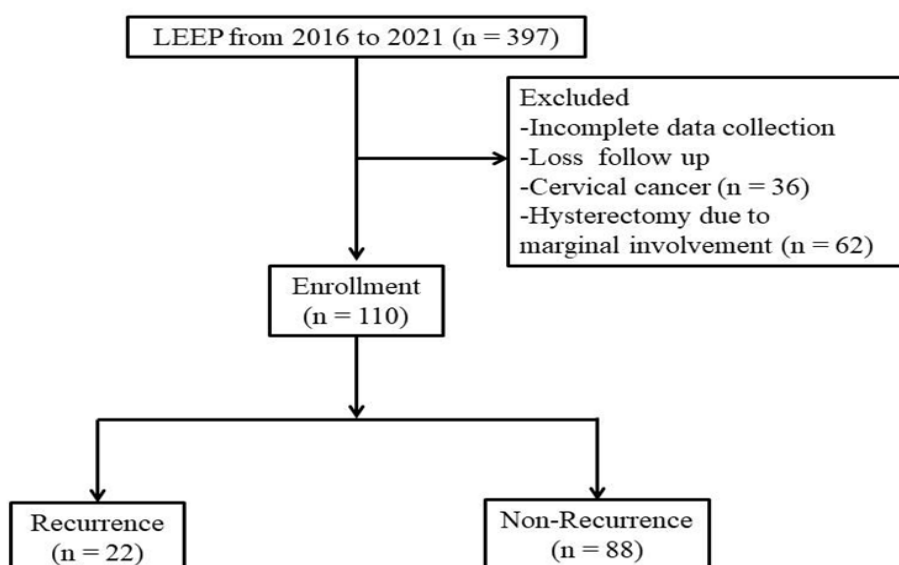 LEEP from 2016 to 2021 (n = 397)
Excluded
-Incomplete data collection
-Loss follow up
-Cervical cancer (n = 36)
-Hysterectomy due to
marginal involvement (n = 62)
Enrollment
(n = 110)
Recurrence
(n = 22)
Non-Recurrence
(n = 88)